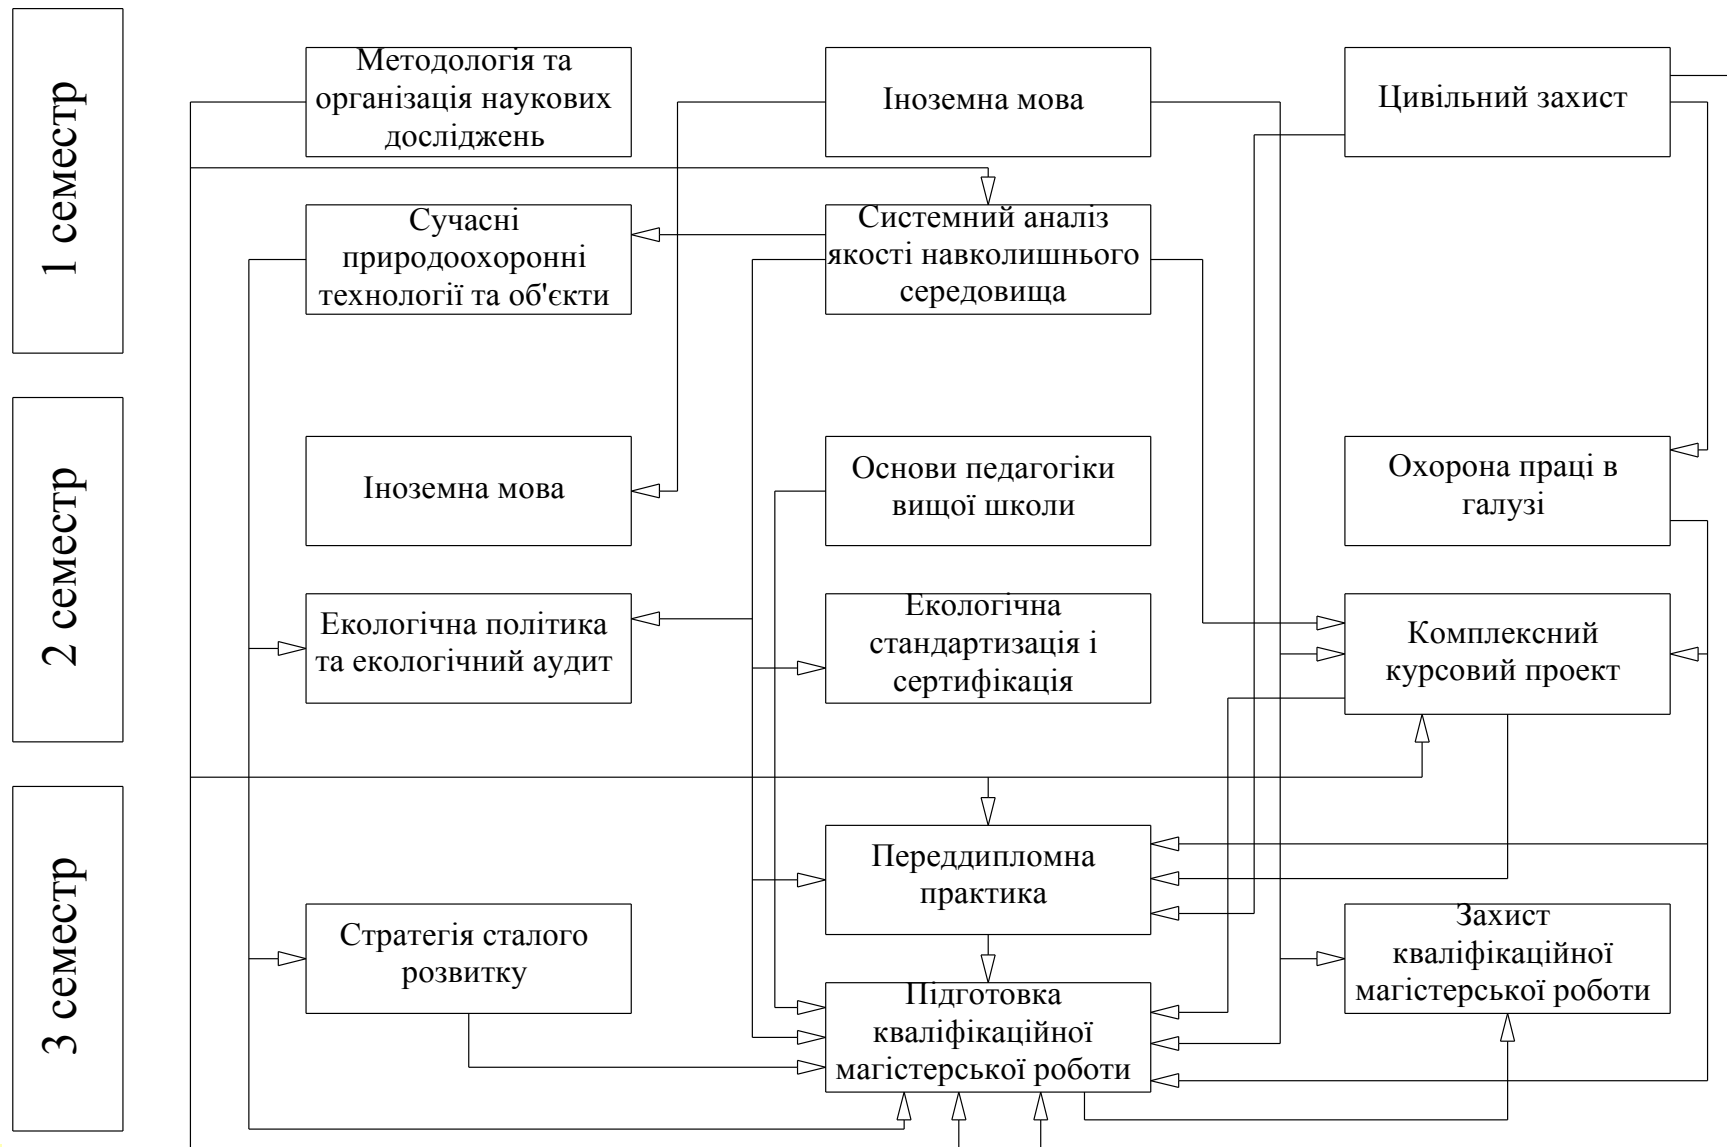 1 семестр
Методологія та
організація наукових
досліджень
Іноземна мова
Цивільний захист
Сучасні
природоохоронні
технології та об'єкти
Системний аналіз
якості навколишнього
середовища
2 семестр
Іноземна мова
Основи педагогіки
вищої школи
Охорона праці в
галузі
Екологічна політика
та екологічний аудит
Екологічна
стандартизація і
сертифікація
Комплексний
курсовий проект
3 семестр
Переддипломна
практика
Стратегія сталого
розвитку
Захист
кваліфікаційної
магістерської роботи
Підготовка
кваліфікаційної
магістерської роботи